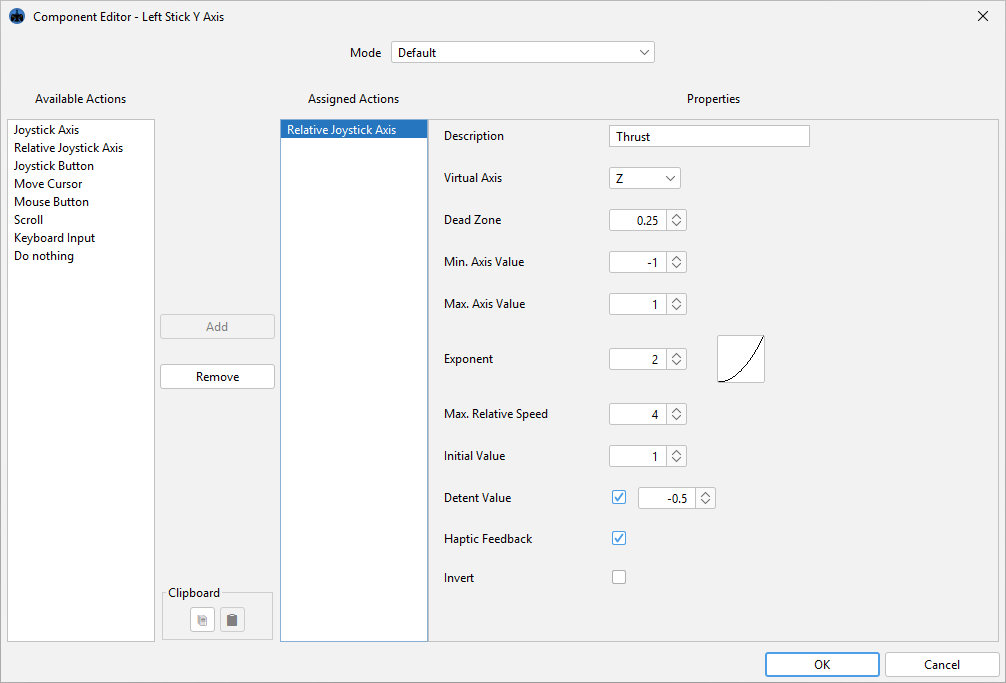 Component Editor - Left Stick Y Axis
Mode Default
Available Actions
Assigned Actions
Properties
Joystick Axis
Relative Joystick Axis
Joystick Button
Move Cursor
Mouse Button
Scroll
Keyboard Input
Do nothing
Add
Remove
Clipboard
Relative Joystick Axis
Description Thrust
Virtual Axis Z
Dead Zone 0.25
Min. Axis Value -1
Max. Axis Value 1
Exponent 2
Max. Relative Speed 4
Initial Value 1
Detent Value -0.5
Haptic Feedback
Invert
OK
Cancel